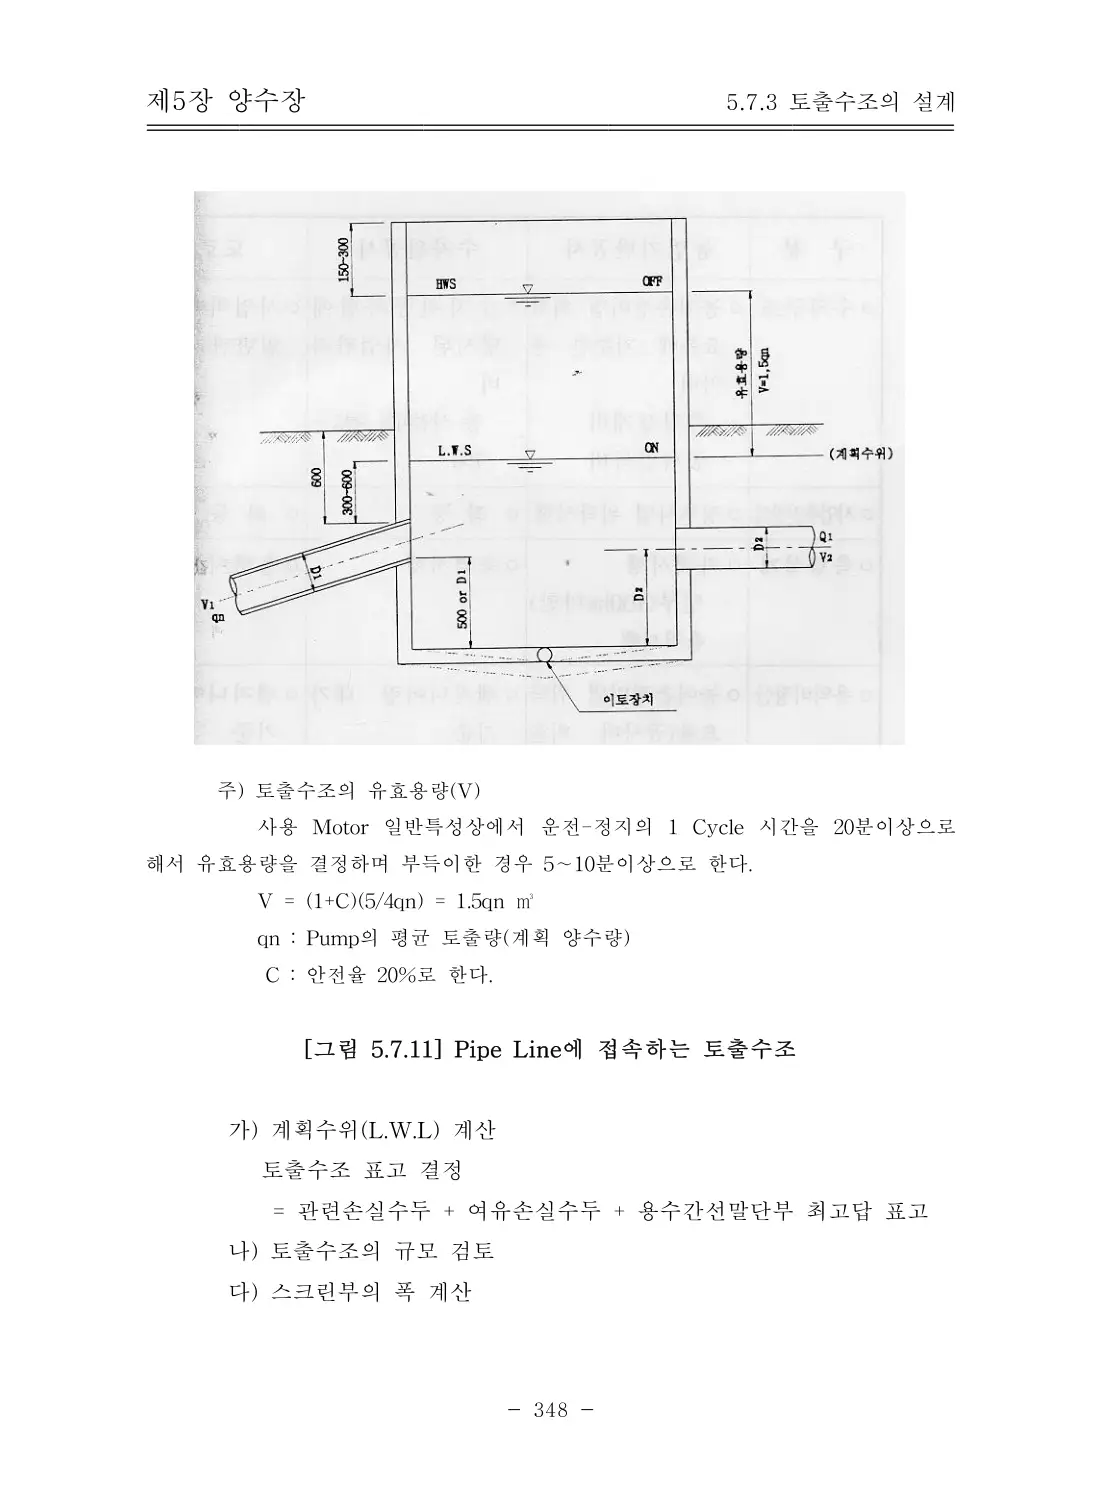 제5장 양수장
5.7.3 토출수조의 설계
150~300
HWS
OFF
유효용량
V=1,5qn
L.W.S
ON
(계획수위)
600
300~600
D1
V1
qn
500 or D1
D2
D2
Q1
V2
이토장치
주) 토출수조의 유효용량(V)
사용 Motor 일반특성상에서 운전-정지의 1 Cycle 시간을 20분이상으로
해서 유효용량을 결정하며 부득이한 경우 5~10분이상으로 한다.
V = (1+C)(5/4qn) = 1.5qn ㎥
qn : Pump의 평균 토출량(계획 양수량)
C : 안전율 20%로 한다.
[그림 5.7.11] Pipe Line에 접속하는 토출수조
가) 계획수위(L.W.L) 계산
토출수조 표고 결정
= 관련손실수두 + 여유손실수두 + 용수간선말단부 최고답 표고
나) 토출수조의 규모 검토
다) 스크린부의 폭 계산
- 348 -